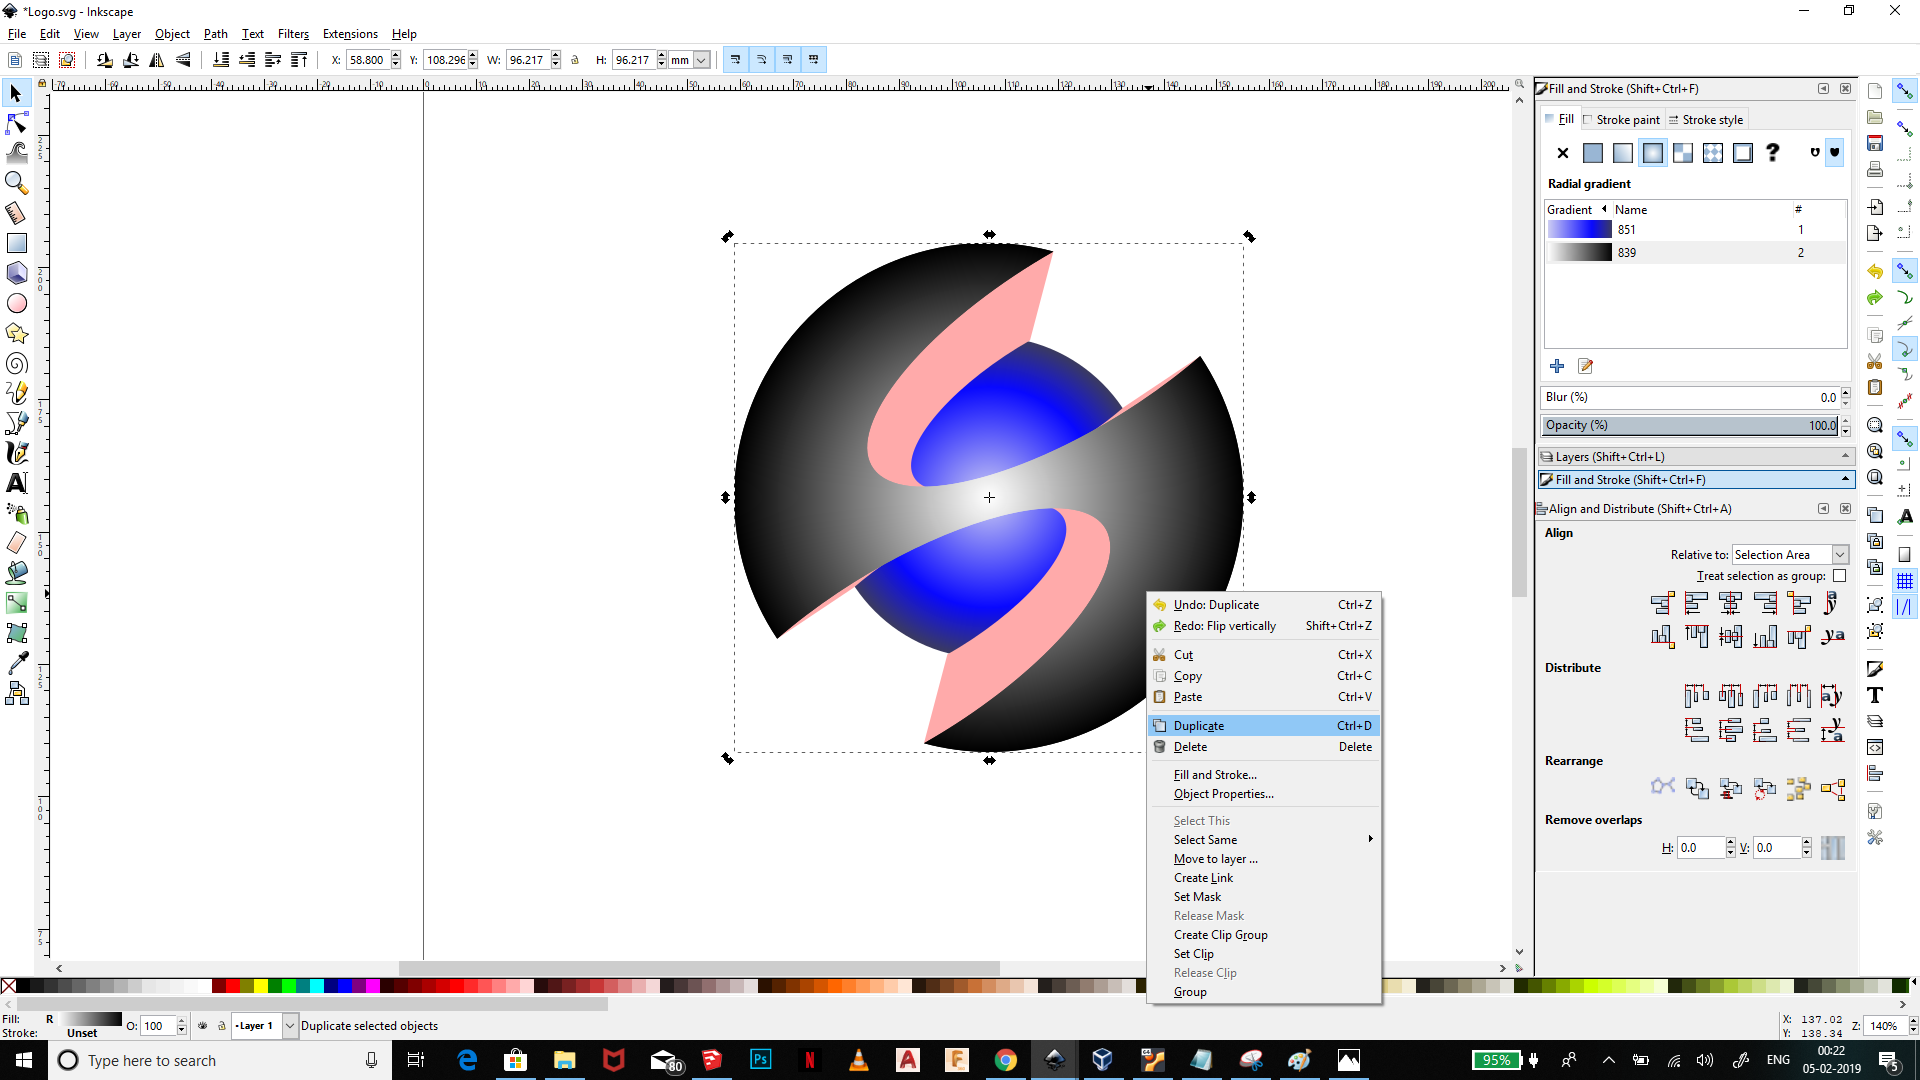 *Logo.svg - Inkscape
File Edit View Layer Object Path Text Filters Extensions Help
X: 58.800 Y: 108.296 W: 96.217 H: 96.217 mm
Fill and Stroke (Shift+Ctrl+F)
Fill Stroke paint Stroke style
Radial gradient
Gradient Name #
851 1
839 2
Blur (%) 0.0
Opacity (%) 100.0
Layers (Shift+Ctrl+L)
Fill and Stroke (Shift+Ctrl+F)
Align and Distribute (Shift+Ctrl+A)
Align
Relative to: Selection Area
Treat selection as group:
Distribute
Rearrange
Remove overlaps
H: 0.0 V: 0.0
Undo: Duplicate Ctrl+Z
Redo: Flip vertically Shift+Ctrl+Z
Cut Ctrl+X
Copy Ctrl+C
Paste Ctrl+V
Duplicate Ctrl+D
Delete Delete
Fill and Stroke...
Object Properties...
Select This
Select Same
Move to layer ...
Create Link
Set Mask
Release Mask
Create Clip Group
Set Clip
Release Clip
Group
Fill: R O: 100 Layer 1 Duplicate selected objects
Stroke: Unset
X: 137.02
Y: 138.34
Z: 140%
Type here to search
80
95%
ENG
00:22
05-02-2019
5